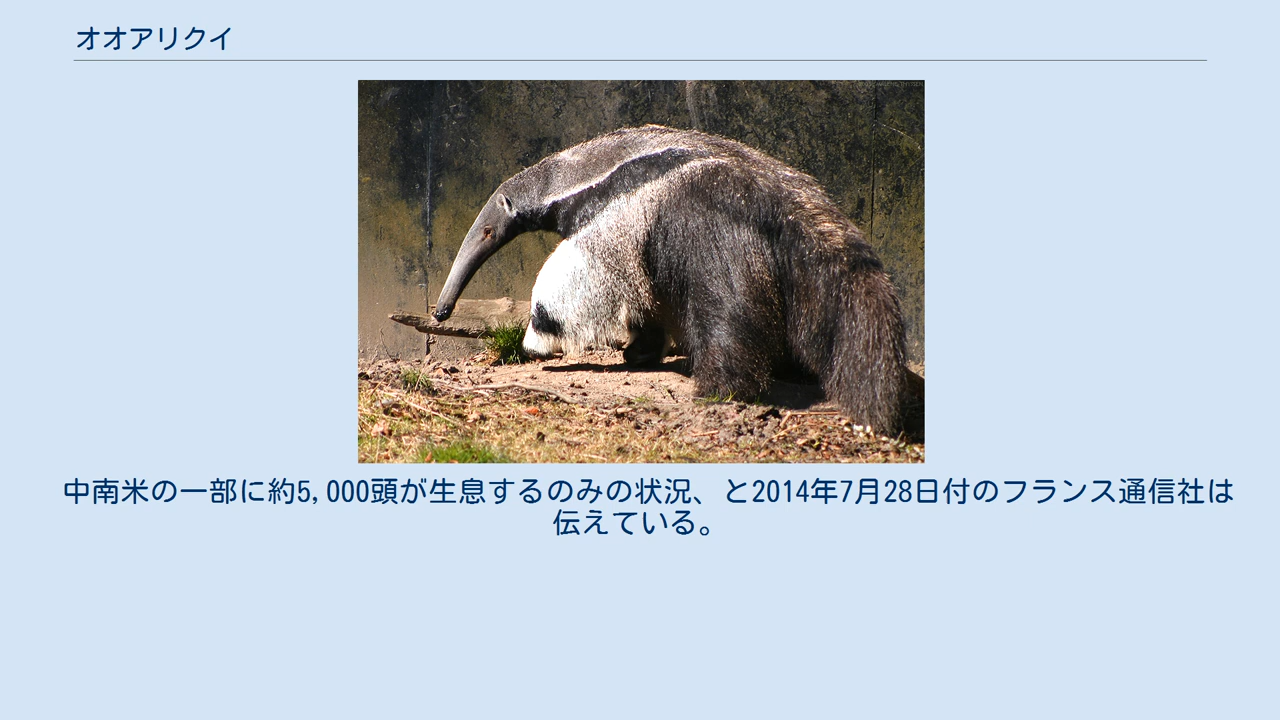 オオアリクイ
中南米の一部に約5,000頭が生息するのみの状況、と2014年7月28日付のフランス通信社は
伝えている。